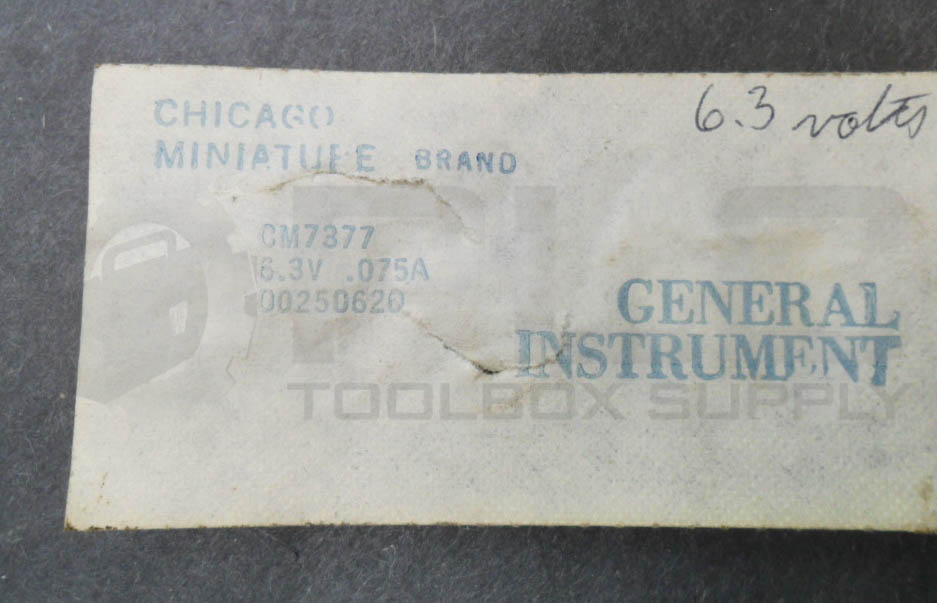 CHICAGO
MINIATURE BRAND
6.3 volts
CM7377
6.3V .075A
00250620
GENERAL
INSTRUMENT
TOOLBOX SUPPLY